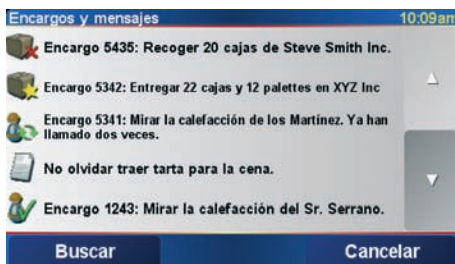 Encargos y mensajes 10:09am
Encargo 5435: Recoger 20 cajas de Steve Smith Inc.
Encargo 5342: Entregar 22 cajas y 12 palettes en XYZ Inc
Encargo 5341: Mirar la calefacción de los Martínez. Ya han
llamado dos veces.
No olvidar traer tarta para la cena.
Encargo 1243: Mirar la calefacción del Sr. Serrano.
Buscar Cancelar